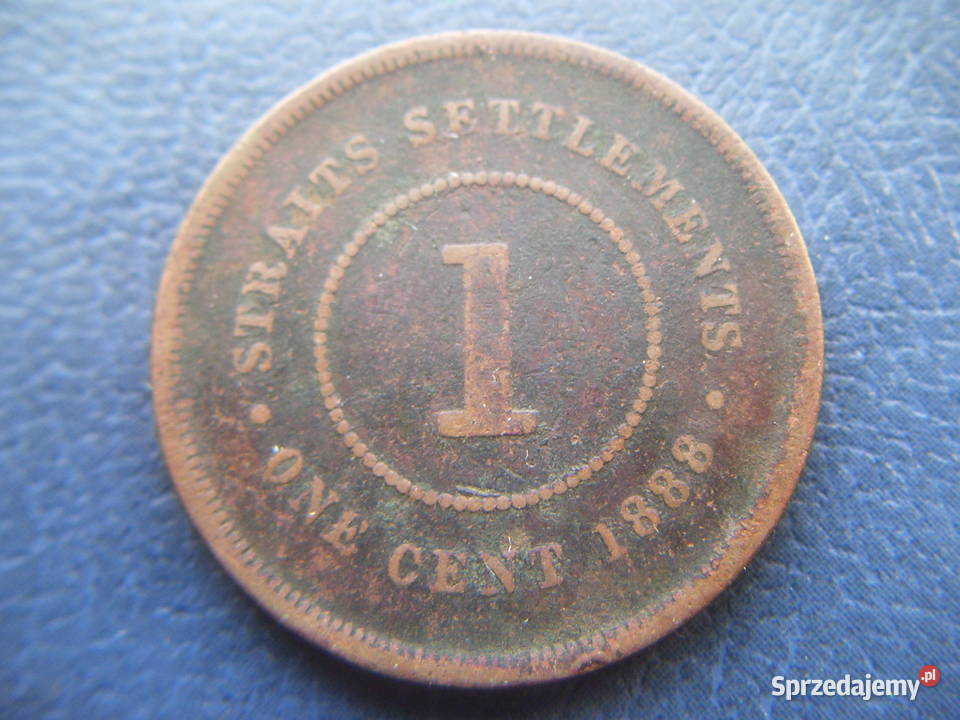 STRAITS SETTLEMENTS
1
ONE CENT 1888
Sprzedajemy.pl